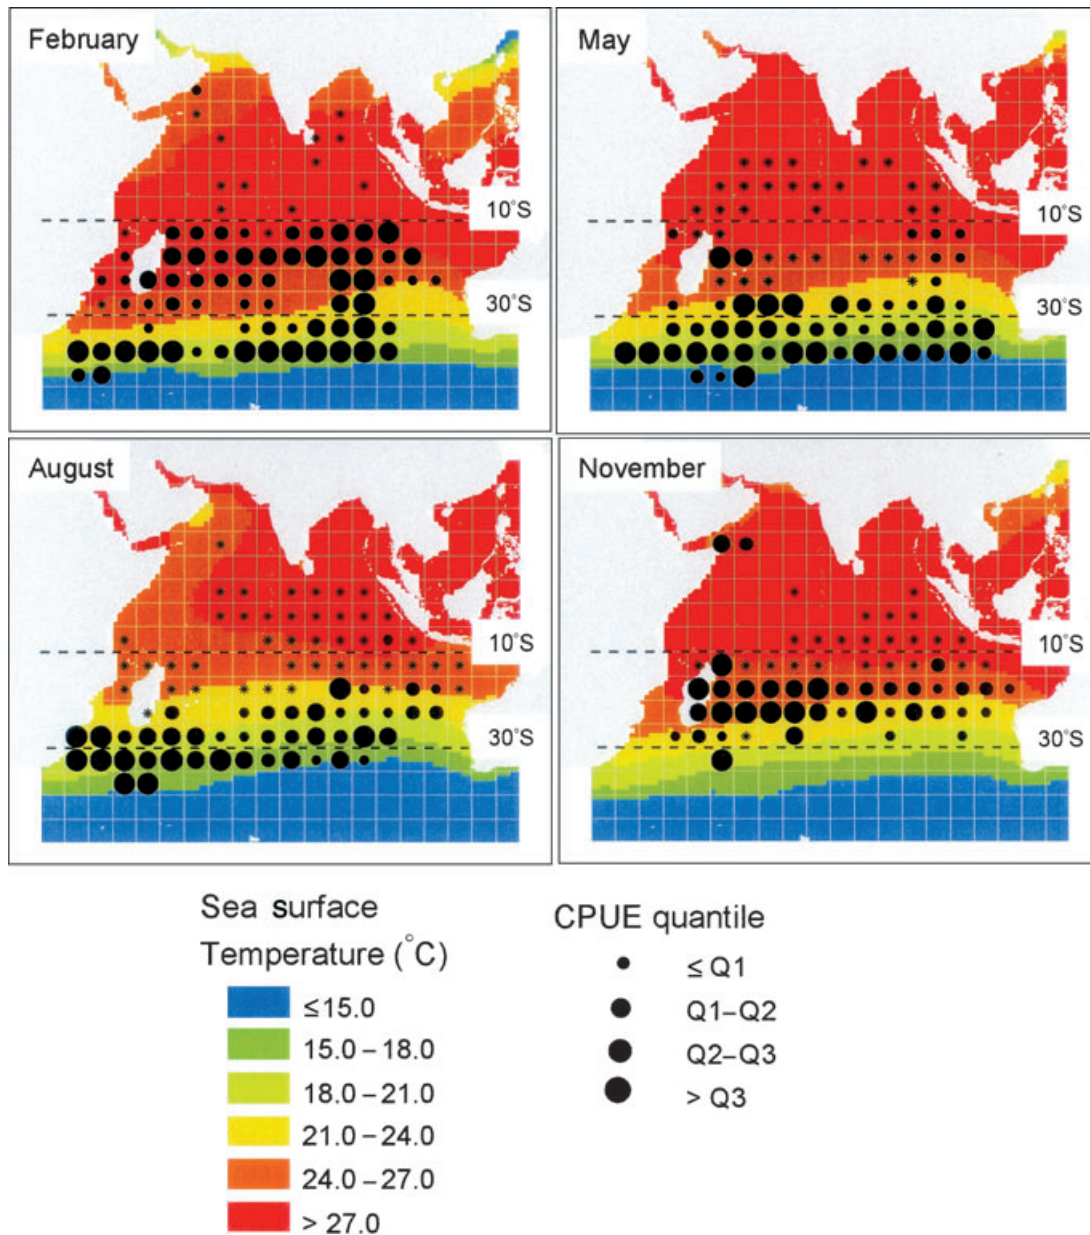 February
10°S
30°S
May
10°S
30°S
August
10°S
30°S
November
10°S
30°S
Sea surface
Temperature (°C)
≤15.0
15.0–18.0
18.0–21.0
21.0–24.0
24.0–27.0
> 27.0
CPUE quantile
≤ Q1
Q1–Q2
Q2–Q3
> Q3